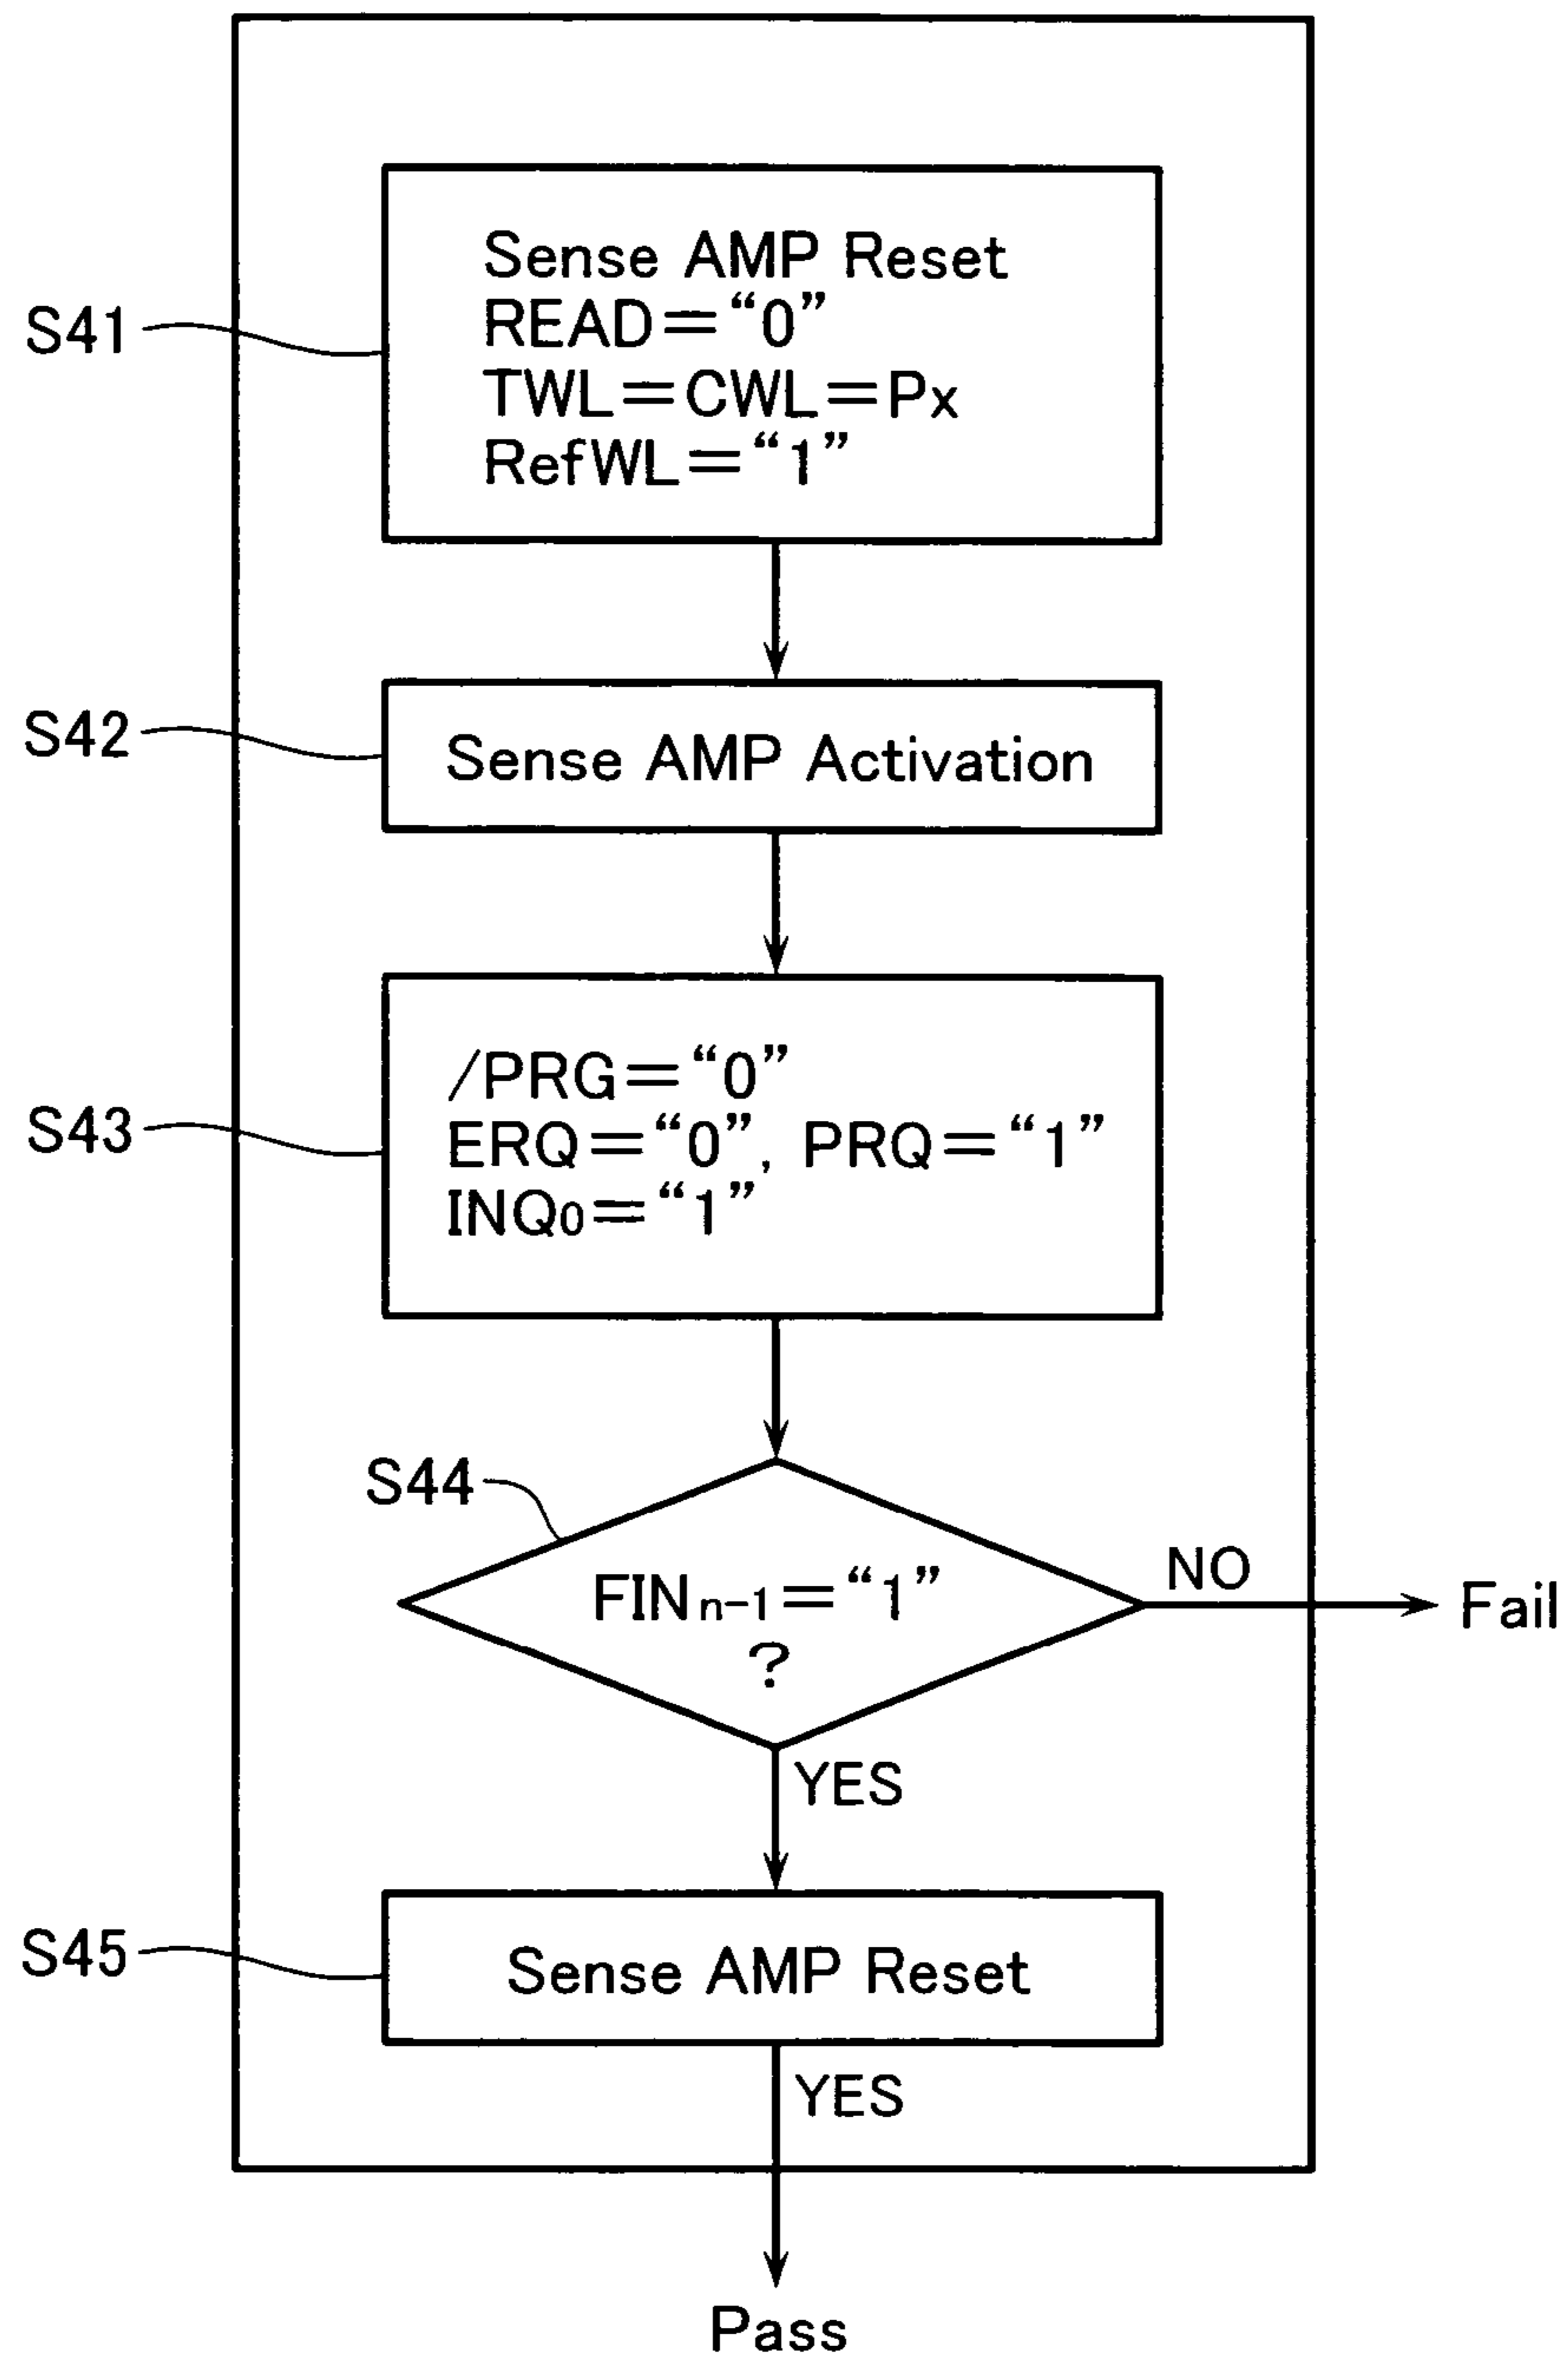 S41
Sense AMP Reset
READ=“0”
TWL=CWL=Px
RefWL=“1”
S42
Sense AMP Activation
S43
/PRG=“0”
ERQ=“0”, PRQ=“1”
INQ0=“1”
S44
FINn-1=“1”
?
NO
Fail
YES
S45
Sense AMP Reset
YES
Pass